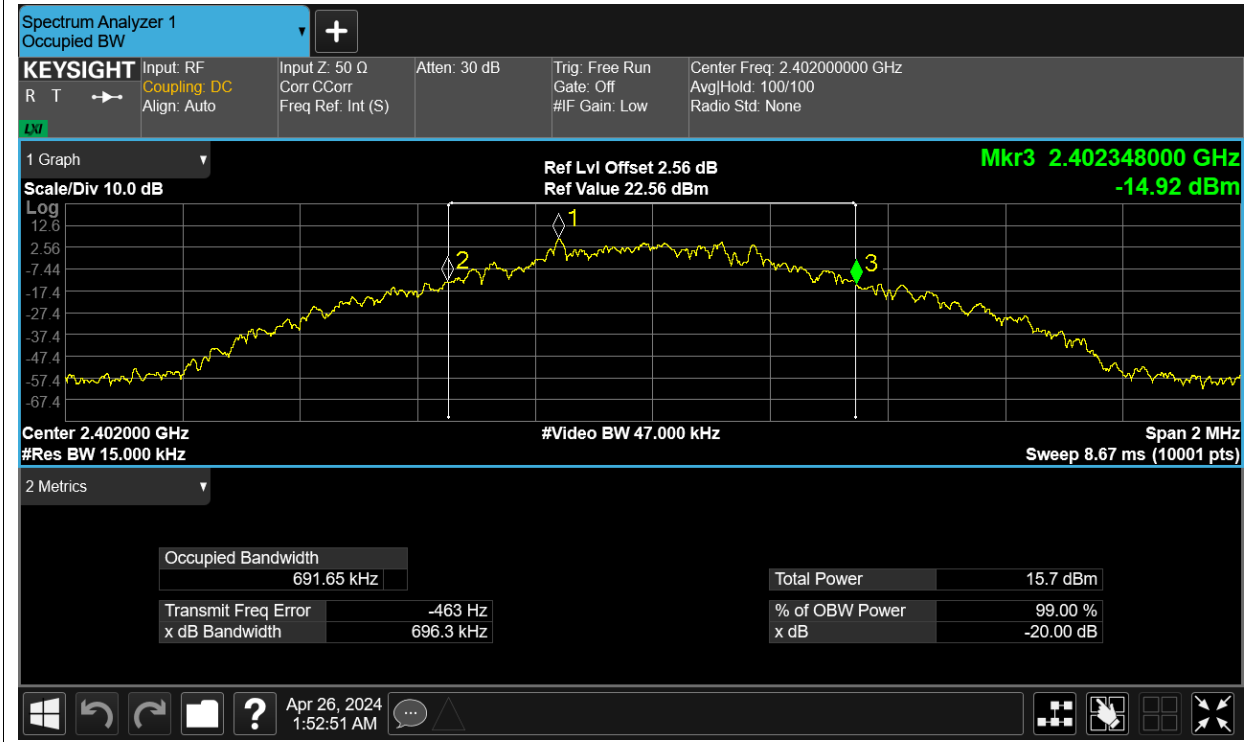 Spectrum Analyzer 1
Occupied BW
KEYSIGHT
R T
LXI
Input: RF
Coupling: DC
Align: Auto
Input Z: 50 Ω
Corr CCorr
Freq Ref: Int (S)
Atten: 30 dB
Trig: Free Run
Gate: Off
#IF Gain: Low
Center Freq: 2.402000000 GHz
Avg|Hold: 100/100
Radio Std: None
1 Graph
Scale/Div 10.0 dB
Ref Lvl Offset 2.56 dB
Ref Value 22.56 dBm
Mkr3 2.402348000 GHz
-14.92 dBm
Log
12.6
2.56
-7.44
-17.4
-27.4
-37.4
-47.4
-57.4
-67.4
1
2
3
Center 2.402000 GHz
#Video BW 47.000 kHz
Span 2 MHz
#Res BW 15.000 kHz
Sweep 8.67 ms (10001 pts)
2 Metrics
Occupied Bandwidth
691.65 kHz
Transmit Freq Error -463 Hz
x dB Bandwidth 696.3 kHz
Total Power 15.7 dBm
% of OBW Power 99.00 %
x dB -20.00 dB
?
Apr 26, 2024
1:52:51 AM